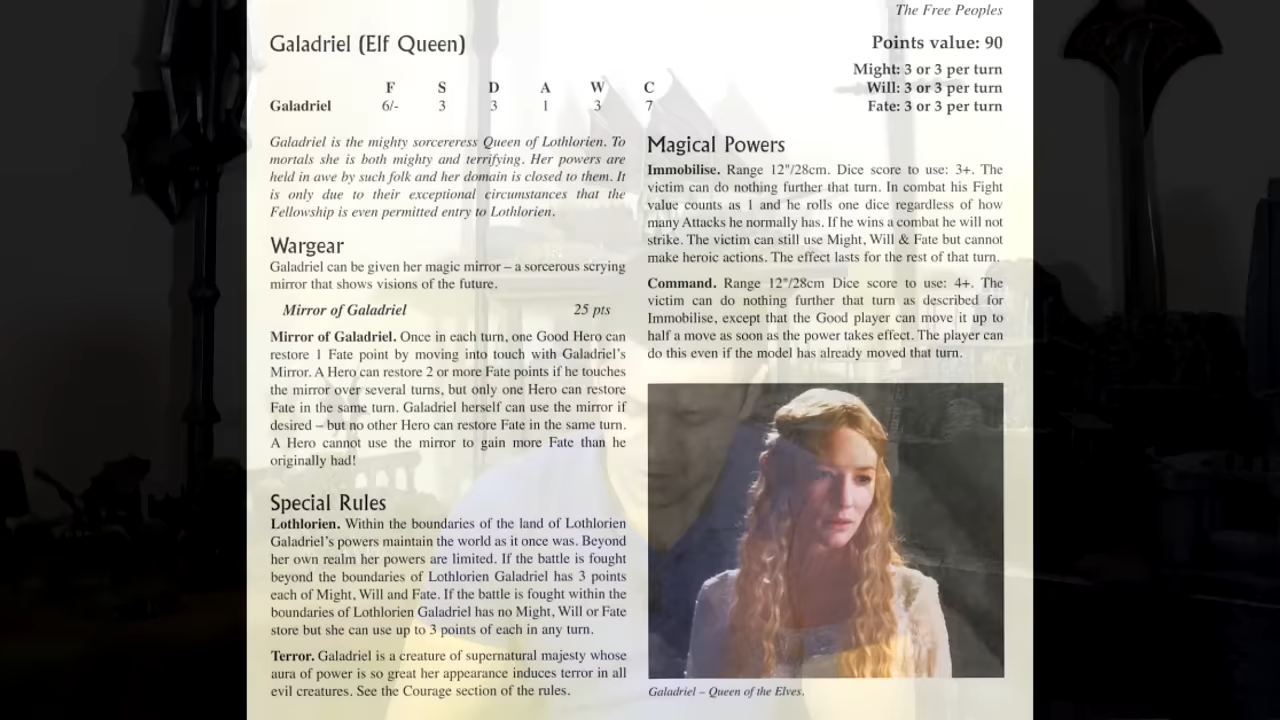 The Free Peoples
Galadriel (Elf Queen)
Points value: 90
Might: 3 or 3 per turn
Will: 3 or 3 per turn
Fate: 3 or 3 per turn
F S D A W C
Galadriel 6/- 3 3 1 3 7
Galadriel is the mighty sorcereress Queen of Lothlorien. To
mortals she is both mighty and terrifying. Her powers are
held in awe by such folk and her domain is closed to them. It
is only due to their exceptional circumstances that the
Fellowship is even permitted entry to Lothlorien.
Wargear
Galadriel can be given her magic mirror – a sorcerous scrying
mirror that shows visions of the future.
Mirror of Galadriel 25 pts
Mirror of Galadriel. Once in each turn, one Good Hero can
restore 1 Fate point by moving into touch with Galadriel's
Mirror. A Hero can restore 2 or more Fate points if he touches
the mirror over several turns, but only one Hero can restore
Fate in the same turn. Galadriel herself can use the mirror if
desired – but no other Hero can restore Fate in the same turn.
A Hero cannot use the mirror to gain more Fate than he
originally had!
Special Rules
Lothlorien. Within the boundaries of the land of Lothlorien
Galadriel's powers maintain the world as it once was. Beyond
her own realm her powers are limited. If the battle is fought
beyond the boundaries of Lothlorien Galadriel has 3 points
each of Might, Will and Fate. If the battle is fought within the
boundaries of Lothlorien Galadriel has no Might, Will or Fate
store but she can use up to 3 points of each in any turn.
Terror. Galadriel is a creature of supernatural majesty whose
aura of power is so great her appearance induces terror in all
evil creatures. See the Courage section of the rules.
Magical Powers
Immobilise. Range 12"/28cm. Dice score to use: 3+. The
victim can do nothing further that turn. In combat his Fight
value counts as 1 and he rolls one dice regardless of how
many Attacks he normally has. If he wins a combat he will not
strike. The victim can still use Might, Will & Fate but cannot
make heroic actions. The effect lasts for the rest of that turn.
Command. Range 12"/28cm Dice score to use: 4+. The
victim can do nothing further that turn as described for
Immobilise, except that the Good player can move it up to
half a move as soon as the power takes effect. The player can
do this even if the model has already moved that turn.
Galadriel – Queen of the Elves.